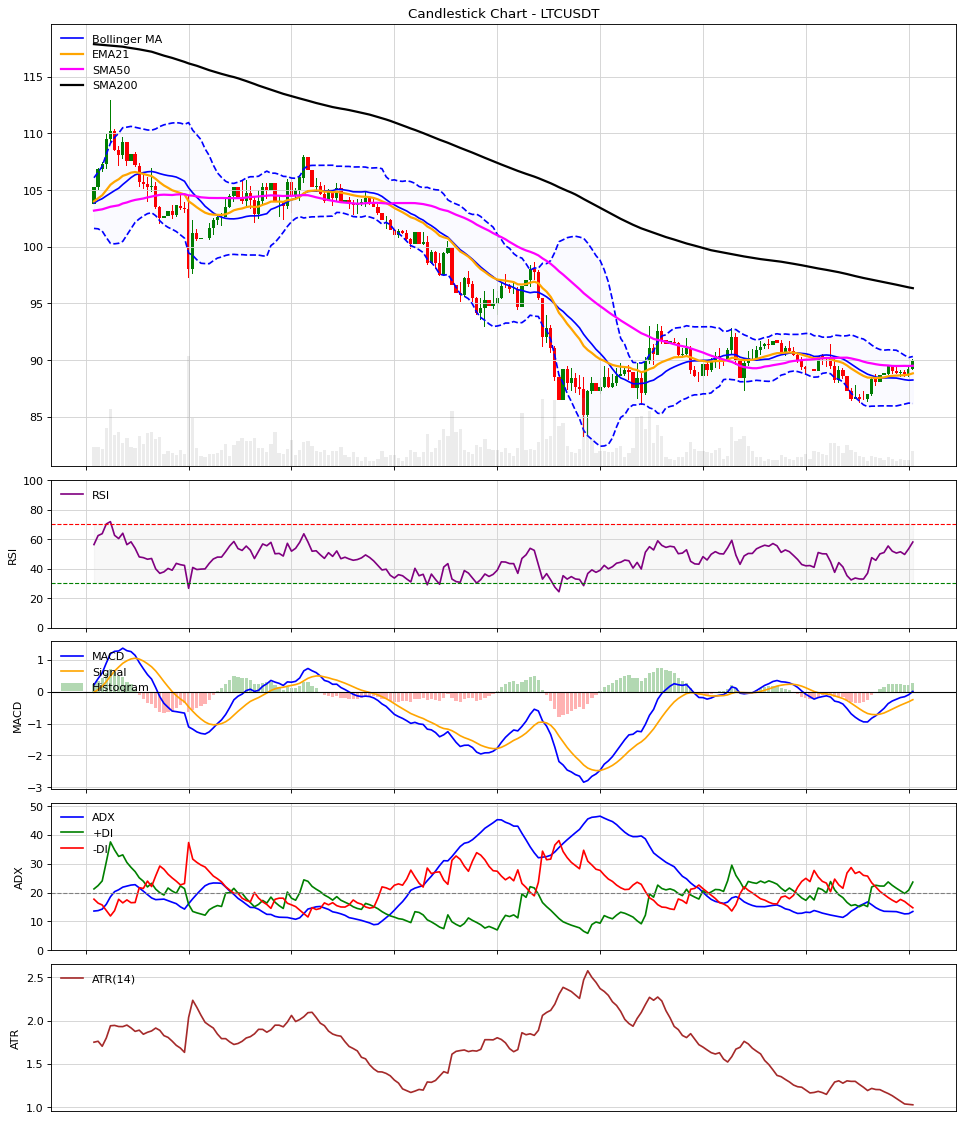 Candlestick Chart - LTCUSDT
Bollinger MA
EMA21
SMA50
SMA200
115
110
105
100
95
90
85
RSI
100
80
60
40
20
0
RSI
MACD
Signal
Histogram
1
0
−1
−2
−3
MACD
ADX
+DI
-DI
50
40
30
20
10
0
ADX
ATR(14)
2.5
2.0
1.5
1.0
ATR